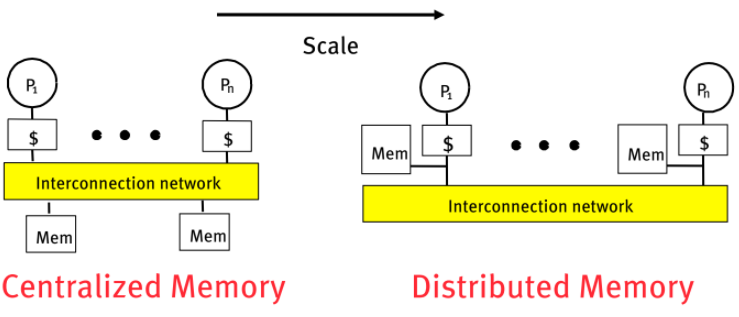 Scale
P1 Pn P1 Pn
$ • • • $ Mem $ • • • Mem $
Interconnection network Interconnection network
Mem Mem
Centralized Memory Distributed Memory